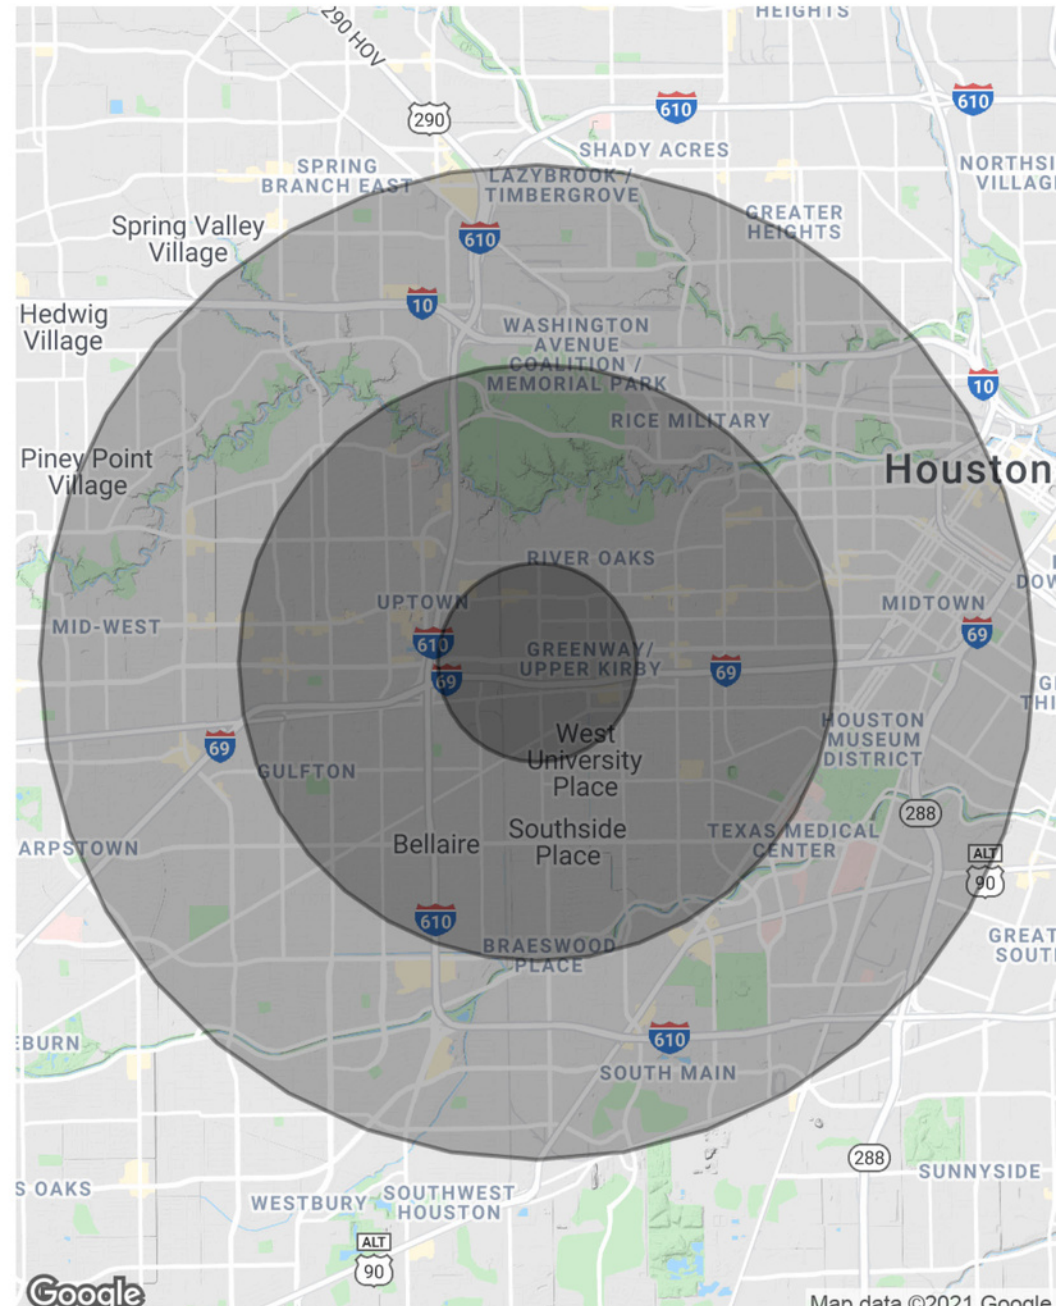 HEIGHTS
290 HOV
290
610
610
SHADY ACRES
SPRING
BRANCH EAST
LAZYBROOK /
TIMBERGROVE
NORTHSI
VILLAG
GREATER
HEIGHTS
Spring Valley
Village
610
10
Hedwig
Village
WASHINGTON
AVENUE
COALITION /
MEMORIAL PARK
10
RICE MILITARY
Piney Point
Village
Houston
RIVER OAKS
DOW
UPTOWN
MIDTOWN
MID-WEST
610
69
GREENWAY/
UPPER KIRBY
69
69
G
THI
69
West
University
Place
HOUSTON
MUSEUM
DISTRICT
GULFTON
288
Bellaire
Southside
Place
TEXAS MEDICAL
CENTER
ARPSTOWN
ALT
90
610
BRAESWOOD
PLACE
GREAT
SOUT
EBURN
610
SOUTH MAIN
288
SUNNYSIDE
S OAKS
WESTBURY
SOUTHWEST
HOUSTON
ALT
90
Google
Map data ©2021 Google